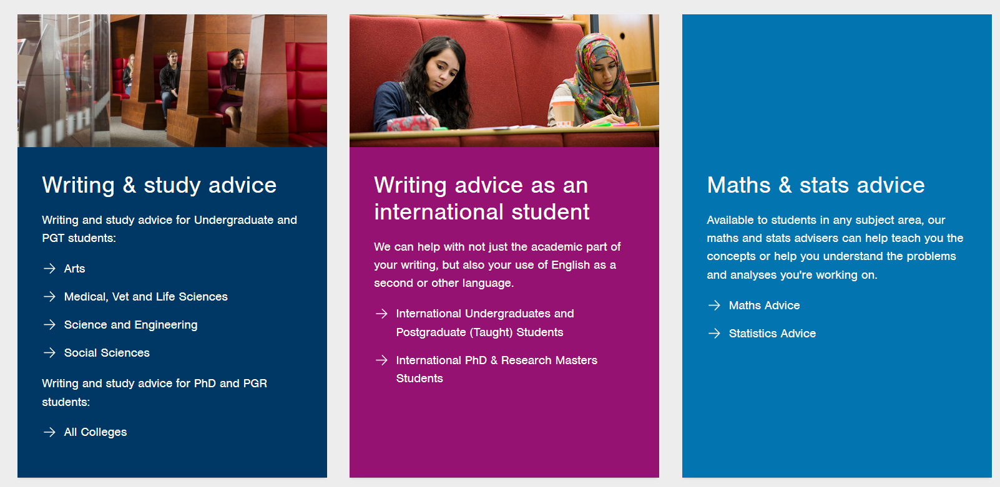 Writing & study advice
Writing and study advice for Undergraduate and
PGT students:
Arts
Medical, Vet and Life Sciences
Science and Engineering
Social Sciences
Writing and study advice for PhD and PGR
students:
All Colleges
Writing advice as an
international student
We can help with not just the academic part of
your writing, but also your use of English as a
second or other language.
International Undergraduates and
Postgraduate (Taught) Students
International PhD & Research Masters
Students
Maths & stats advice
Available to students in any subject area, our
maths and stats advisers can help teach you the
concepts or help you understand the problems
and analyses you're working on.
Maths Advice
Statistics Advice